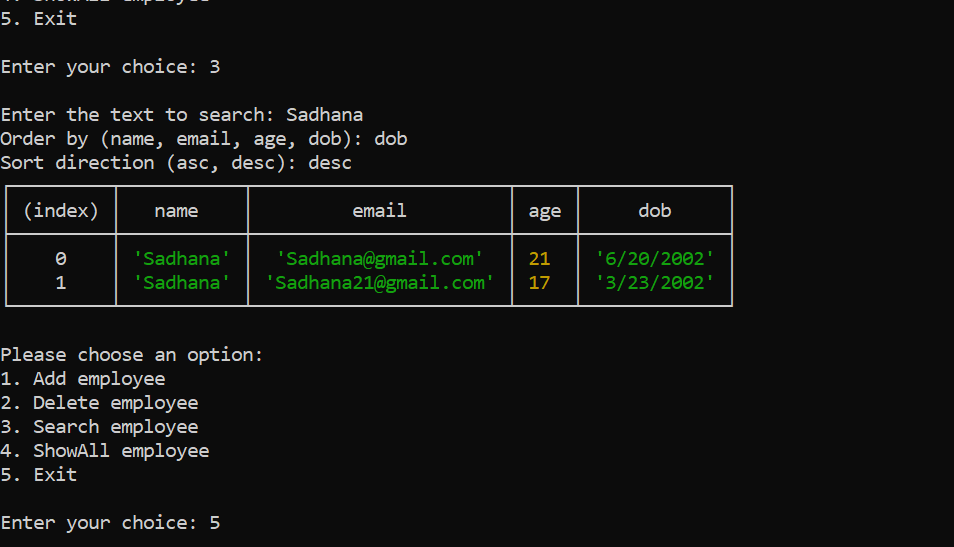 4. ShowAll employee
5. Exit
Enter your choice: 3
Enter the text to search: Sadhana
Order by (name, email, age, dob): dob
Sort direction (asc, desc): desc
(index) name email age dob
0 'Sadhana' 'Sadhana@gmail.com' 21 '6/20/2002'
1 'Sadhana' 'Sadhana21@gmail.com' 17 '3/23/2002'
Please choose an option:
1. Add employee
2. Delete employee
3. Search employee
4. ShowAll employee
5. Exit
Enter your choice: 5